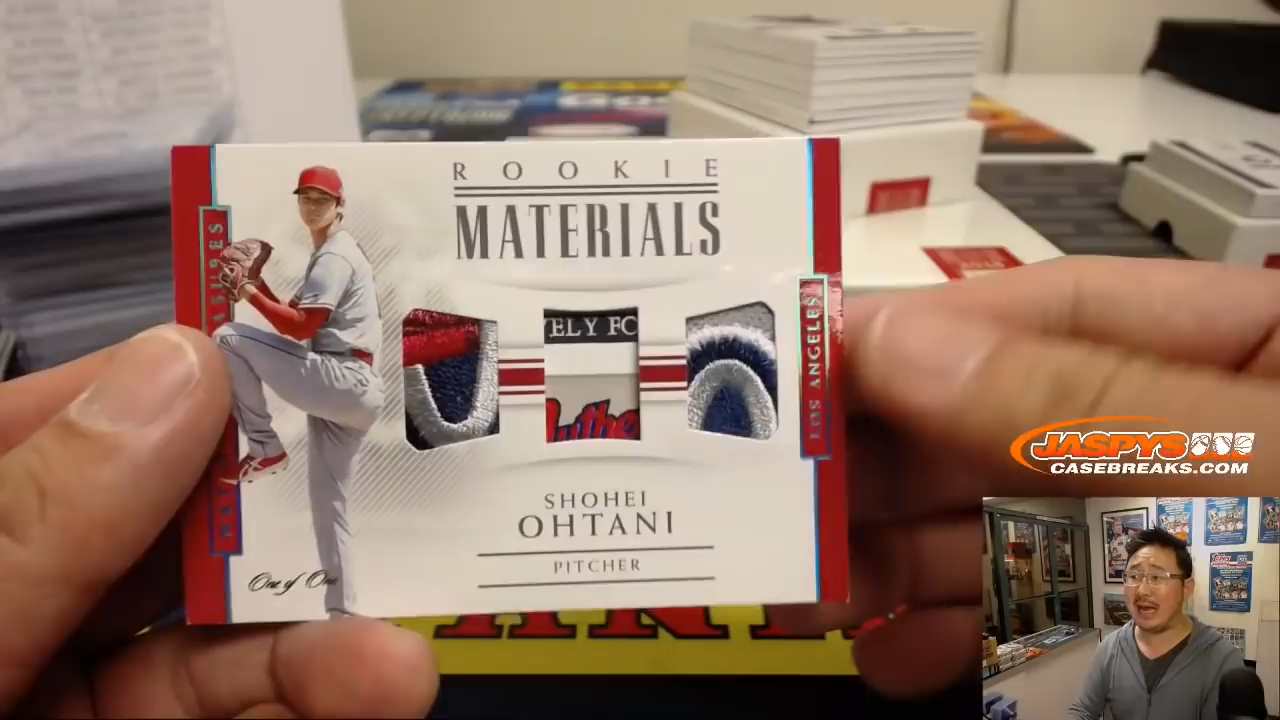 ROOKIE
MATERIALS
ELY FC
SHOHEI
OHTANI
PITCHER
One of One
LOS ANGELES
JASPYS
CASEBREAKS.COM